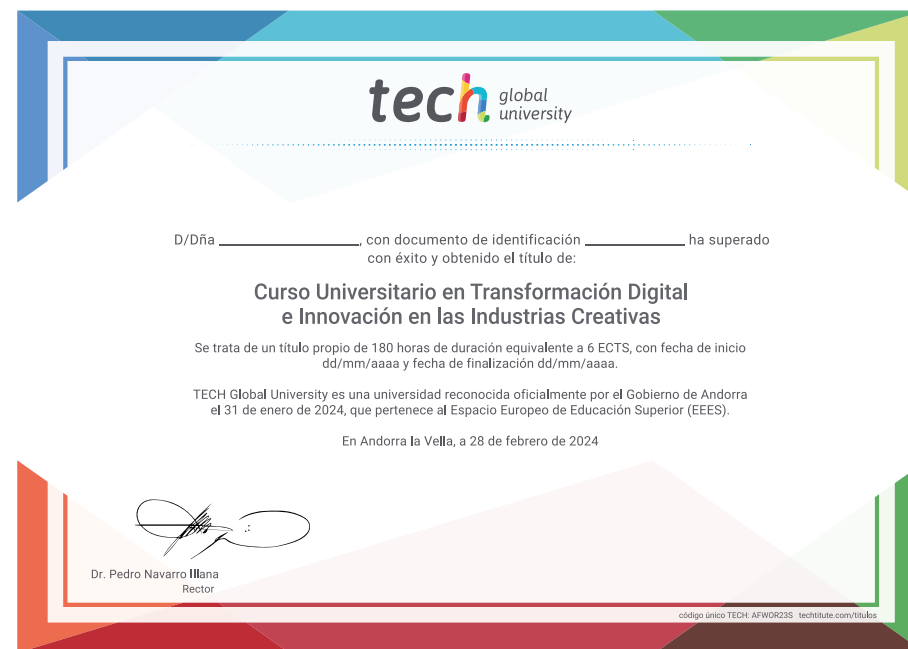 tech global university
D/Dña ____________________, con documento de identificación ______________ ha superado
con éxito y obtenido el título de:
Curso Universitario en Transformación Digital
e Innovación en las Industrias Creativas
Se trata de un título propio de 180 horas de duración equivalente a 6 ECTS, con fecha de inicio
dd/mm/aaaa y fecha de finalización dd/mm/aaaa.
TECH Global University es una universidad reconocida oficialmente por el Gobierno de Andorra
el 31 de enero de 2024, que pertenece al Espacio Europeo de Educación Superior (EEES).
En Andorra la Vella, a 28 de febrero de 2024
Dr. Pedro Navarro Illana
Rector
código único TECH: AFWOR23S techtitute.com/titulos